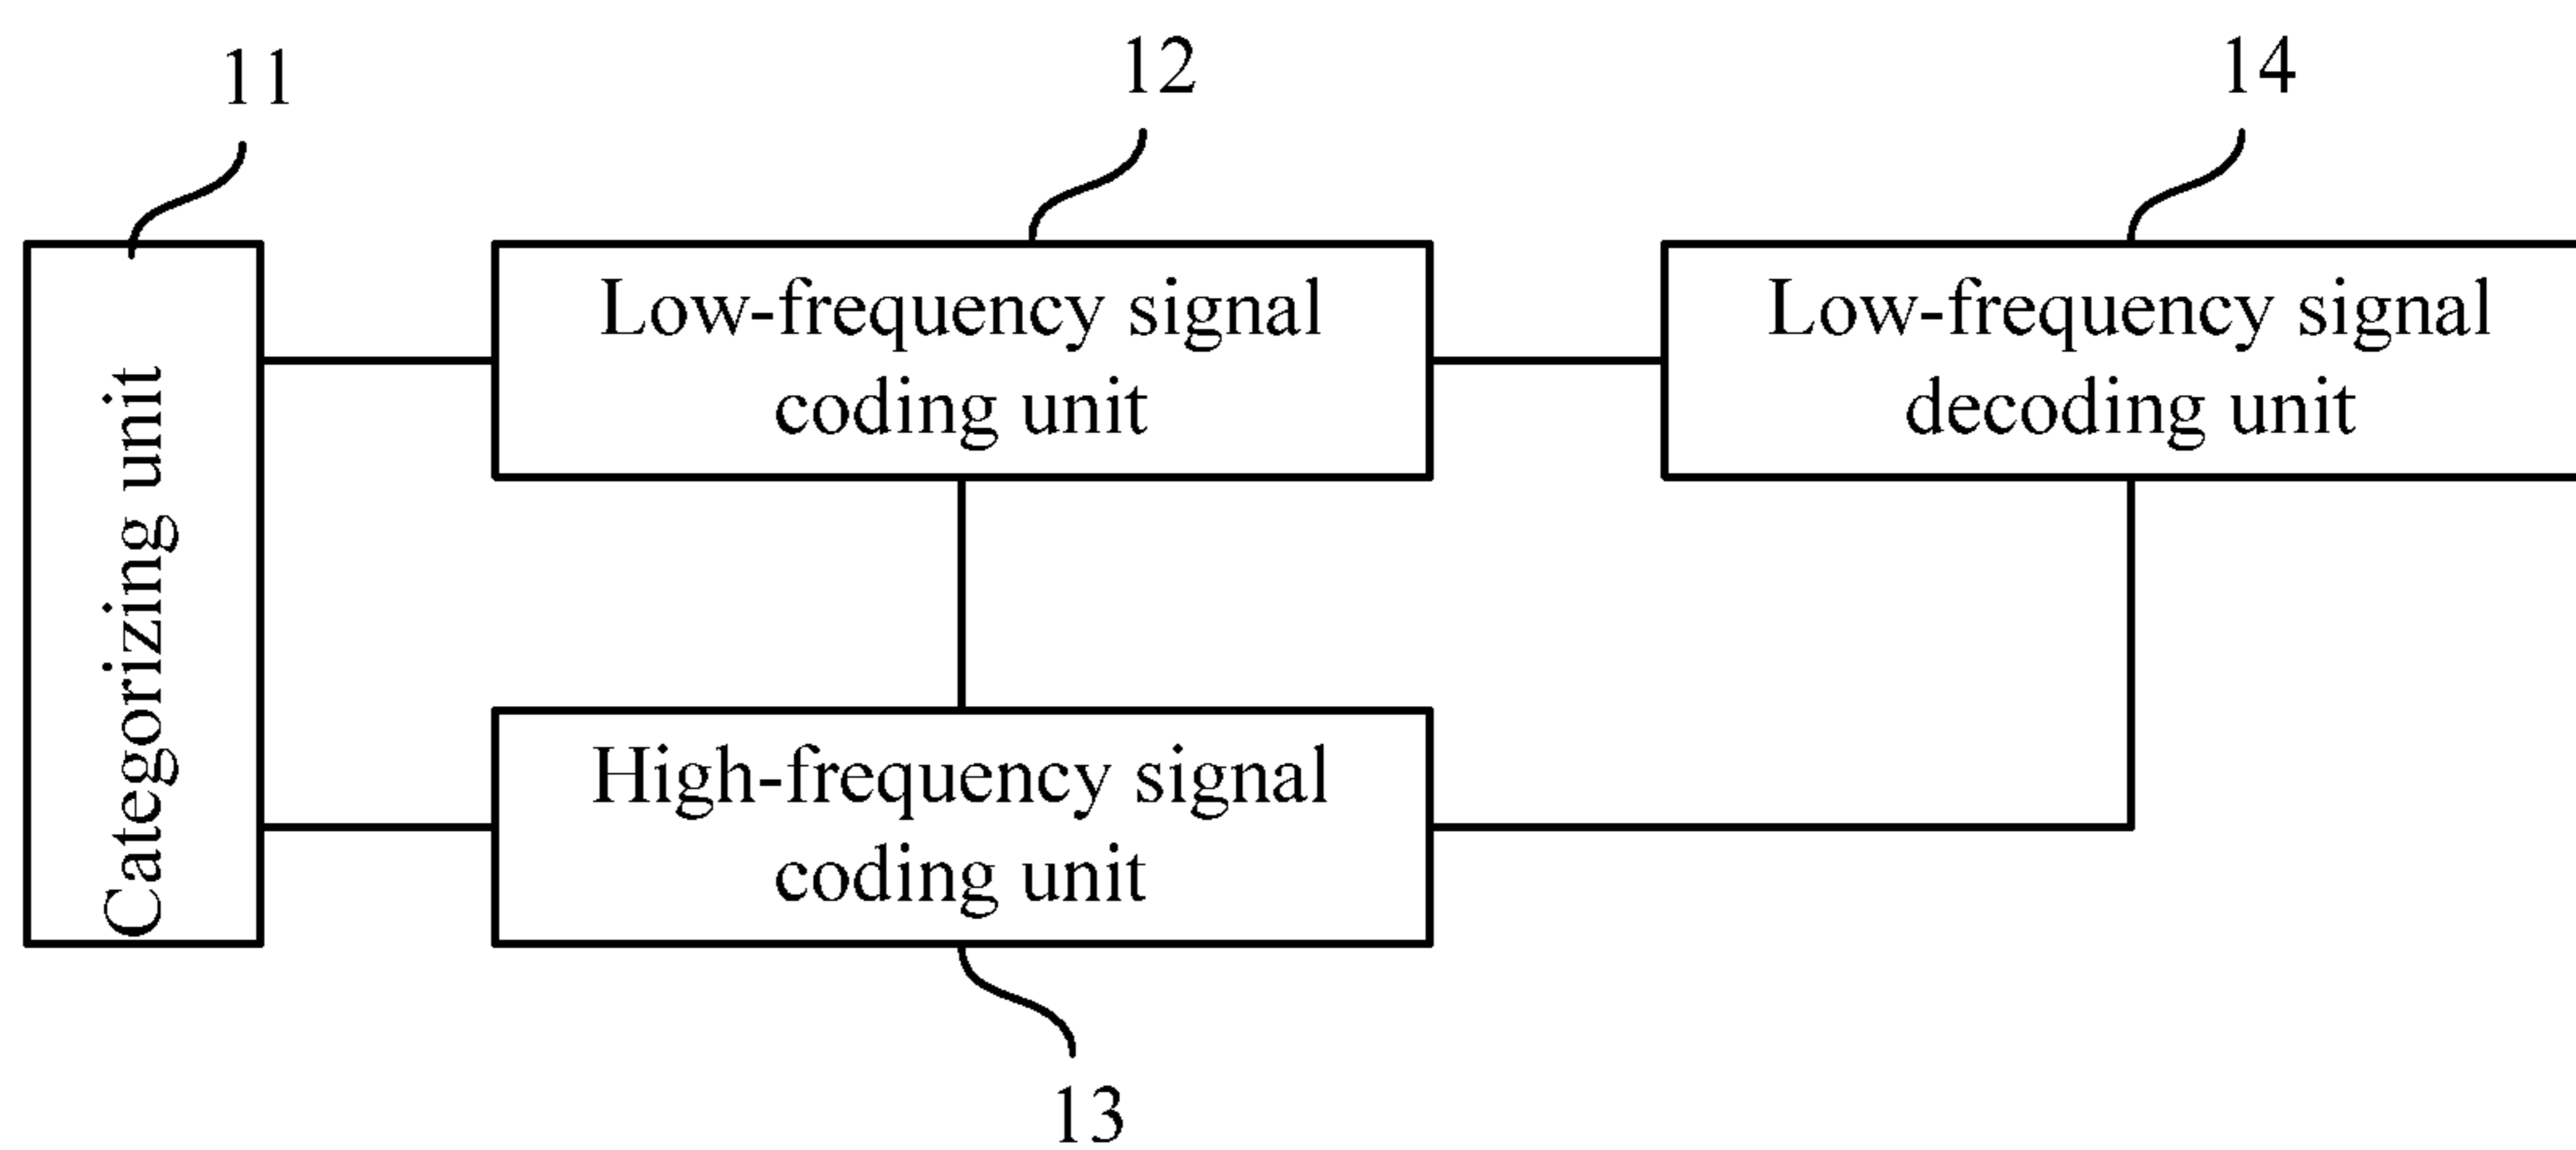 11
12
14
Categorizing unit
Low-frequency signal
coding unit
Low-frequency signal
decoding unit
High-frequency signal
coding unit
13